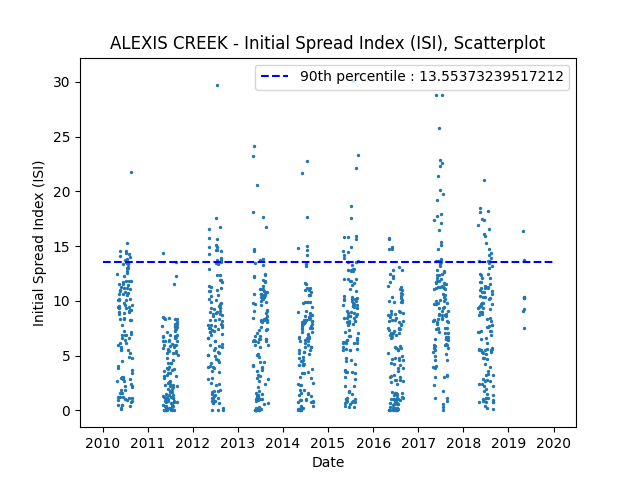 ALEXIS CREEK - Initial Spread Index (ISI), Scatterplot
90th percentile : 13.55373239517212
Initial Spread Index (ISI)
30
25
20
15
10
5
0
2010 2011 2012 2013 2014 2015 2016 2017 2018 2019 2020
Date